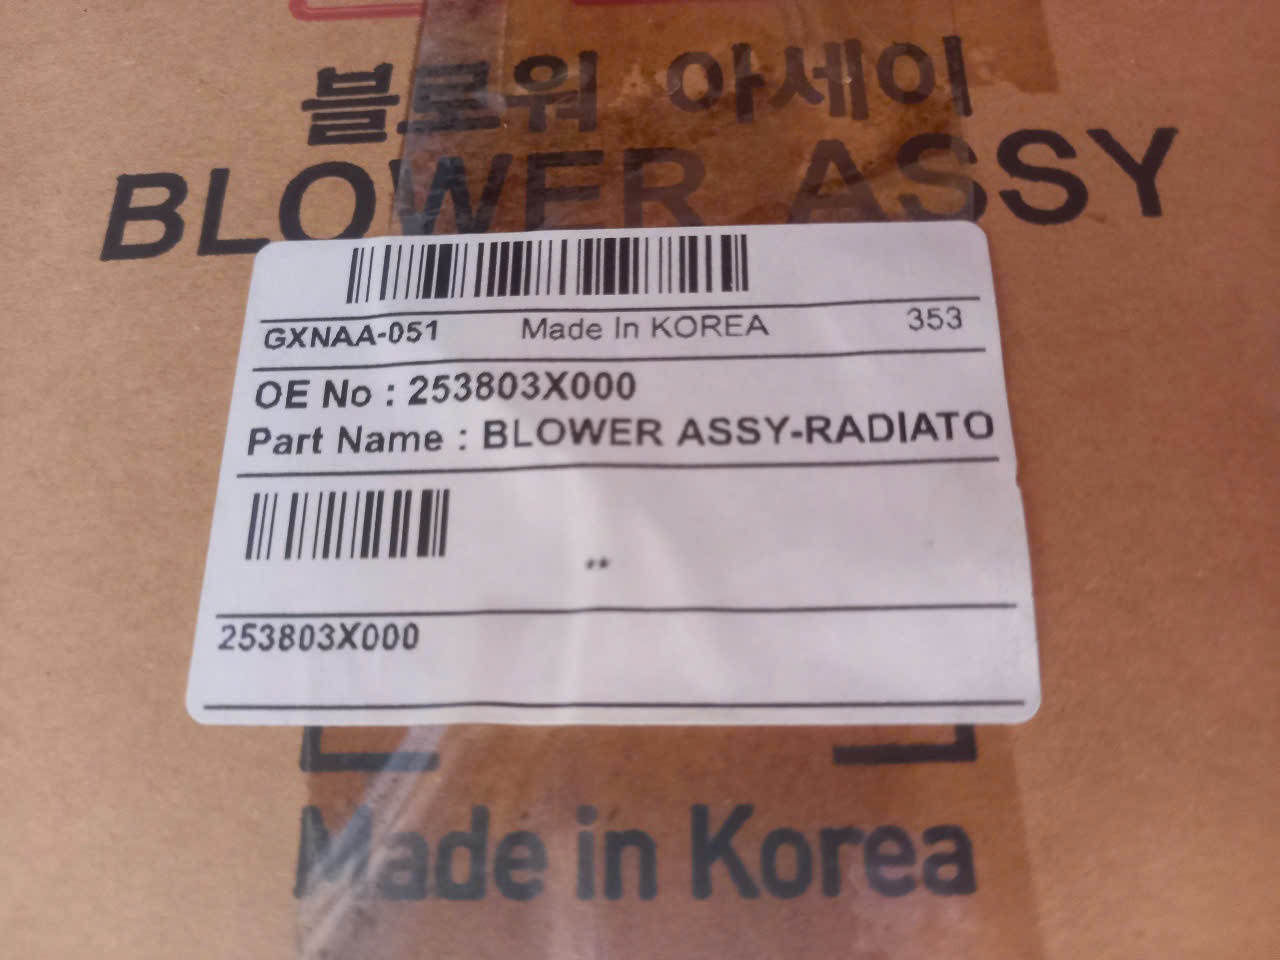 블로워 아세이
BLOWER ASSY
GXNAA-051 Made In KOREA 353
OE No : 253803X000
Part Name : BLOWER ASSY-RADIATO
**
253803X000
Made in Korea